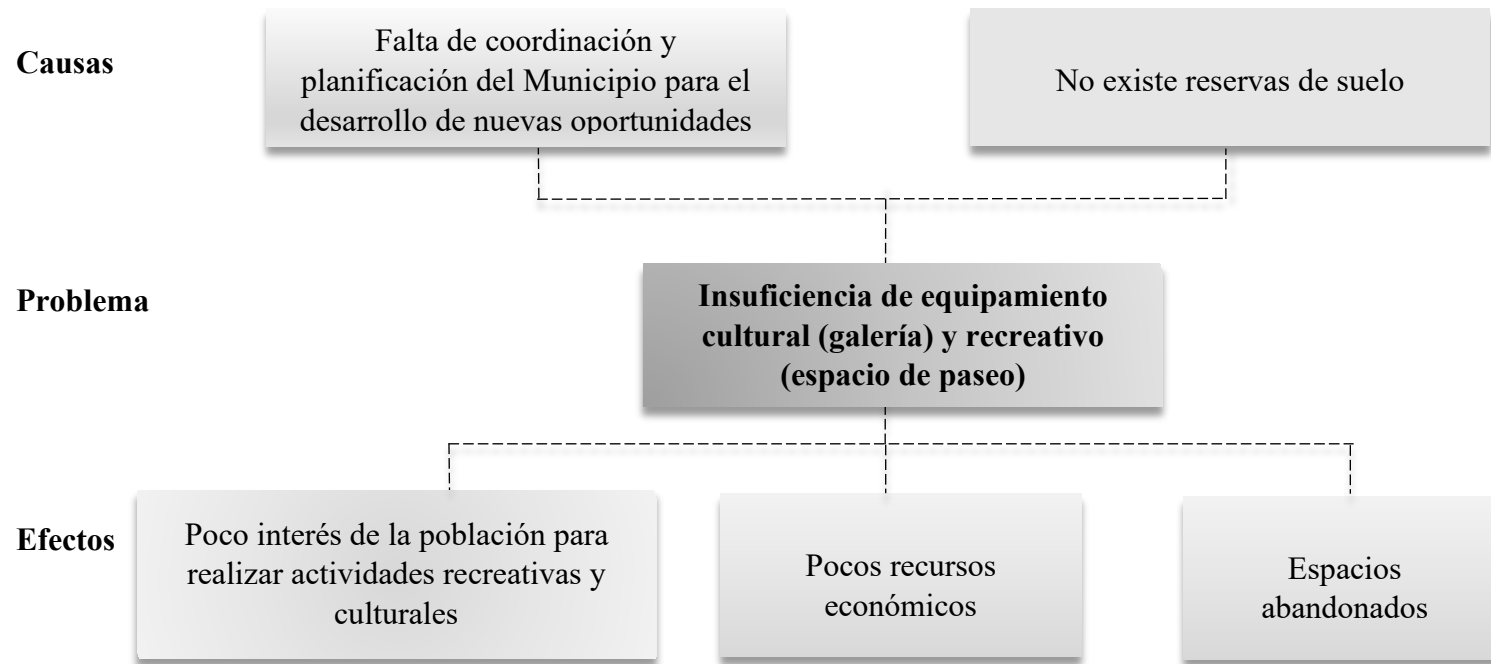 Causas
Falta de coordinación y
planificación del Municipio para el
desarrollo de nuevas oportunidades
No existe reservas de suelo
Problema
Insuficiencia de equipamiento
cultural (galería) y recreativo
(espacio de paseo)
Efectos
Poco interés de la población para
realizar actividades recreativas y
culturales
Pocos recursos
económicos
Espacios
abandonados